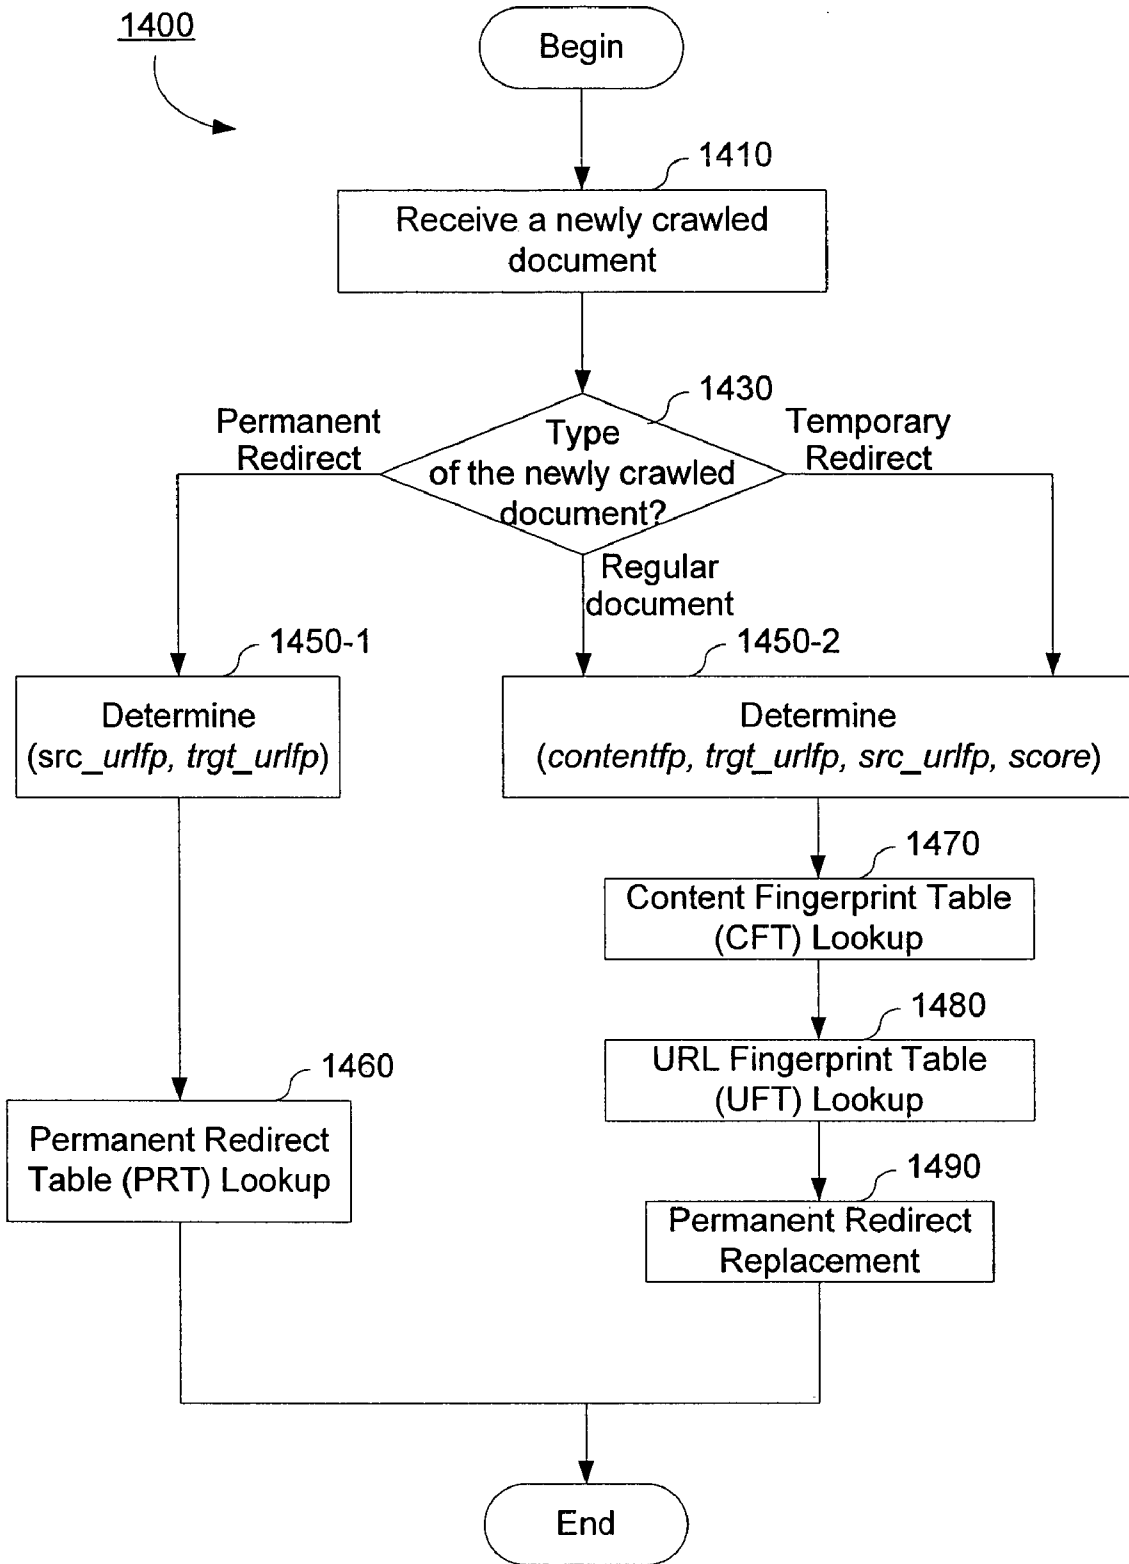 1400
Begin
1410
Receive a newly crawled
document
1430
Permanent
Redirect
Type
of the newly crawled
document?
Temporary
Redirect
Regular
document
1450-1
Determine
(src_urlfp, trgt_urlfp)
1450-2
Determine
(contentfp, trgt_urlfp, src_urlfp, score)
1470
Content Fingerprint Table
(CFT) Lookup
1480
URL Fingerprint Table
(UFT) Lookup
1460
Permanent Redirect
Table (PRT) Lookup
1490
Permanent Redirect
Replacement
End